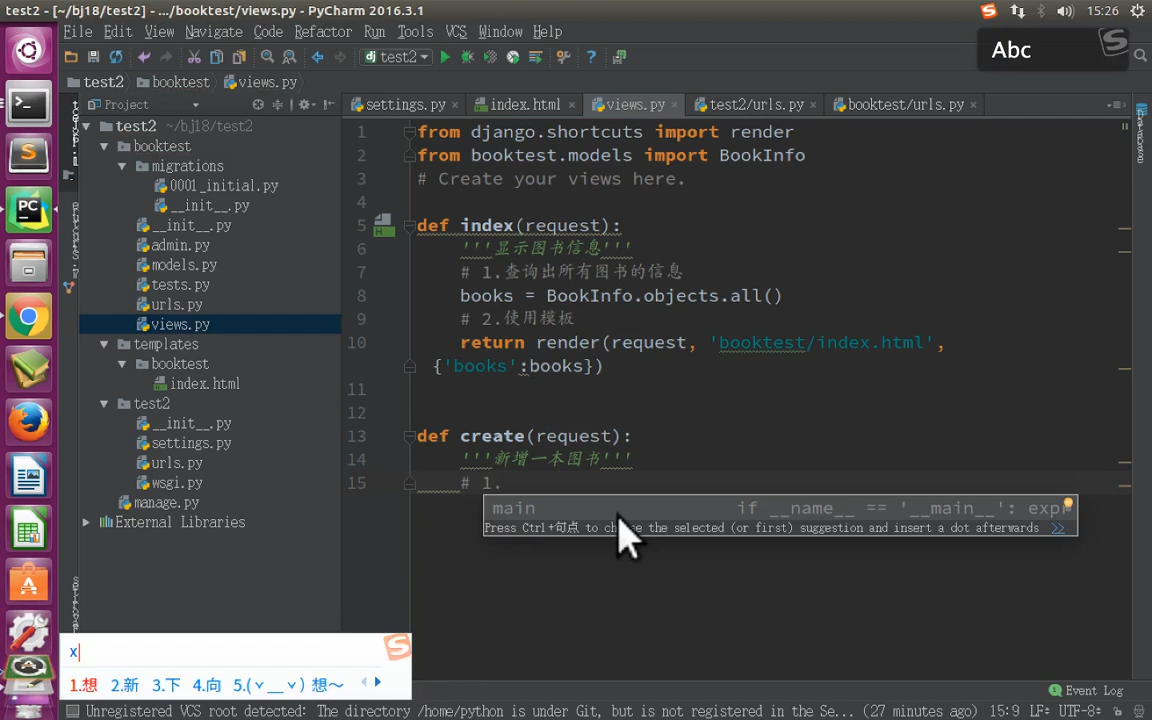 test2 - [~/bj18/test2] - .../booktest/views.py - PyCharm 2016.3.1
15:26
File Edit View Navigate Code Refactor Run Tools VCS Window Help
Abc
test2
test2 booktest views.py
Project
settings.py index.html views.py test2/urls.py booktest/urls.py
test2 ~/bj18/test2
booktest
migrations
0001_initial.py
__init__.py
__init__.py
admin.py
models.py
tests.py
urls.py
views.py
templates
booktest
index.html
test2
__init__.py
settings.py
urls.py
wsgi.py
manage.py
External Libraries
1 from django.shortcuts import render
2 from booktest.models import BookInfo
3 # Create your views here.
4
5 def index(request):
6 '''显示图书信息'''
7 # 1.查询出所有图书的信息
8 books = BookInfo.objects.all()
9 # 2.使用模板
10 return render(request, 'booktest/index.html',
{'books':books})
11
12
13 def create(request):
14 '''新增一本图书'''
15 # 1.
main if __name__ == '__main__': expr
Press Ctrl+句点 to choose the selected (or first) suggestion and insert a dot afterwards >>
x
1.想 2.新 3.下 4.向 5.(ˇ__ˇ) 想～
Event Log
Unregistered VCS root detected: The directory /home/python is under Git, but is not registered in the Se... (27 minutes ago) 15:9 LF÷ UTF-8÷